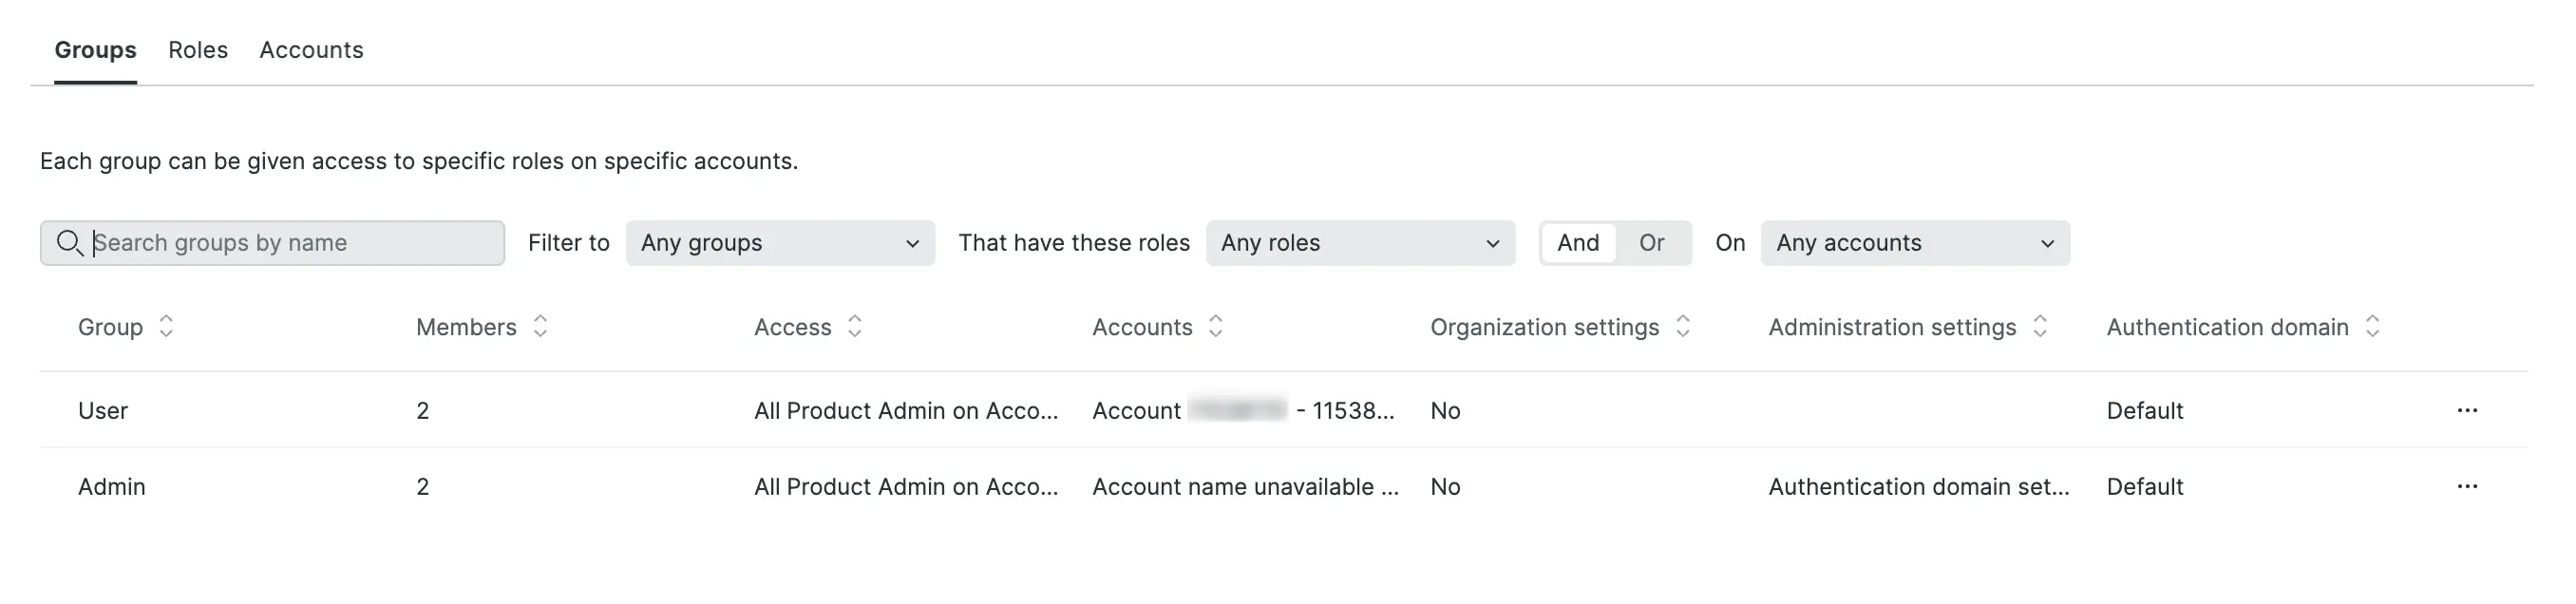 Groups Roles Accounts
Each group can be given access to specific roles on specific accounts.
Search groups by name Filter to Any groups That have these roles Any roles And Or On Any accounts
Group Members Access Accounts Organization settings Administration settings Authentication domain
User 2 All Product Admin on Acco... Account - 11538... No Default
Admin 2 All Product Admin on Acco... Account name unavailable ... No Authentication domain set... Default